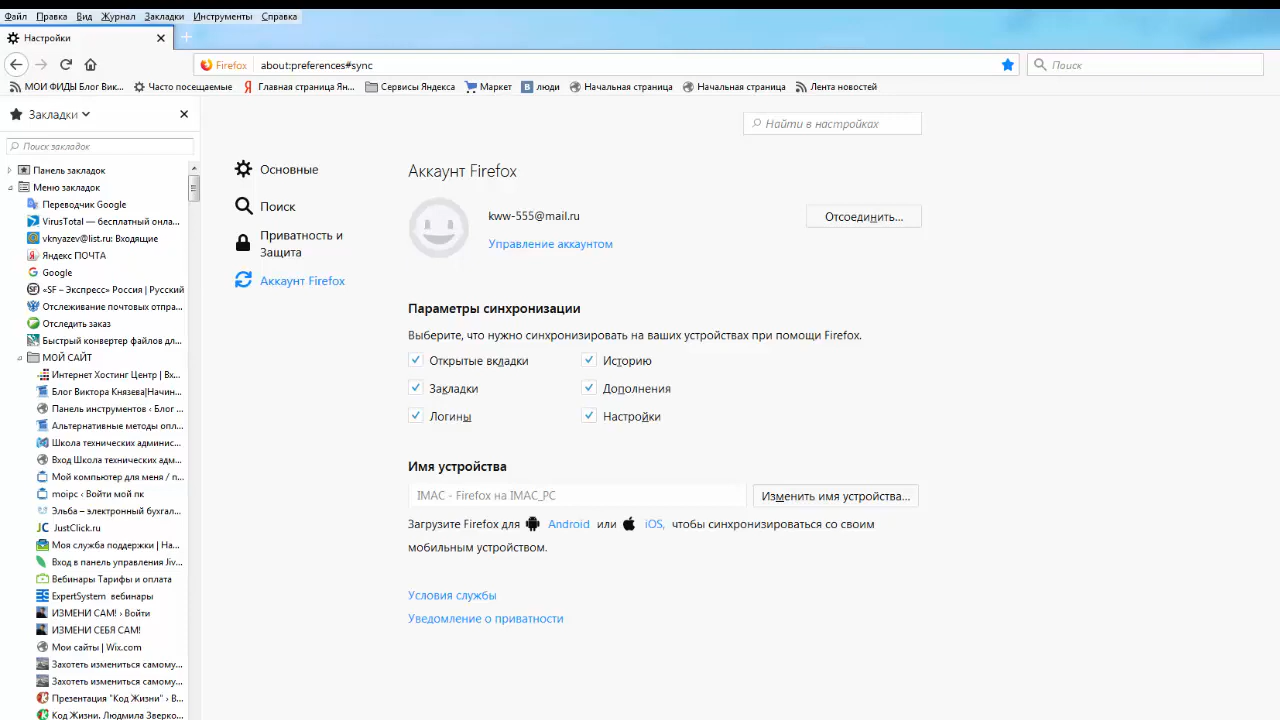 Файл Правка Вид Журнал Закладки Инструменты Справка
Настройки
Firefox about:preferences#sync
Поиск
МОИ ФИДЫ Блог Вик... Часто посещаемые Главная страница Ян... Сервисы Яндекса Маркет люди Начальная страница Начальная страница Лента новостей
Закладки
Поиск закладок
Панель закладок
Меню закладок
Переводчик Google
VirusTotal — бесплатный онла...
vknyazev@list.ru: Входящие
Яндекс ПОЧТА
Google
«SF – Экспресс» Россия | Русский
Отслеживание почтовых отпра...
Отследить заказ
Быстрый конвертер файлов дл...
МОЙ САЙТ
Интернет Хостинг Центр | Вх...
Блог Виктора Князева|Начин...
Панель инструментов ‹ Блог ...
Альтернативные методы опл...
Школа технических админис...
Вход Школа технических адм...
Мой компьютер для меня / п...
moipc ‹ Войти мой пк
Эльба – электронный бухгал...
JustClick.ru
Моя служба поддержки | На...
Вход в панель управления Jiv...
Вебинары Тарифы и оплата
ExpertSystem вебинары
ИЗМЕНИ САМ! › Войти
ИЗМЕНИ СЕБЯ САМ!
Мои сайты | Wix.com
Захотеть измениться самому...
Захотеть измениться самому...
Презентация "Код Жизни" › В...
Код Жизни. Людмила Зверко...
Найти в настройках
Основные
Поиск
Приватность и
Защита
Аккаунт Firefox
Аккаунт Firefox
kww-555@mail.ru
Отсоединить...
Управление аккаунтом
Параметры синхронизации
Выберите, что нужно синхронизировать на ваших устройствах при помощи Firefox.
Открытые вкладки Историю
Закладки Дополнения
Логины Настройки
Имя устройства
IMAC - Firefox на IMAC_PC Изменить имя устройства...
Загрузите Firefox для Android или iOS, чтобы синхронизироваться со своим
мобильным устройством.
Условия службы
Уведомление о приватности